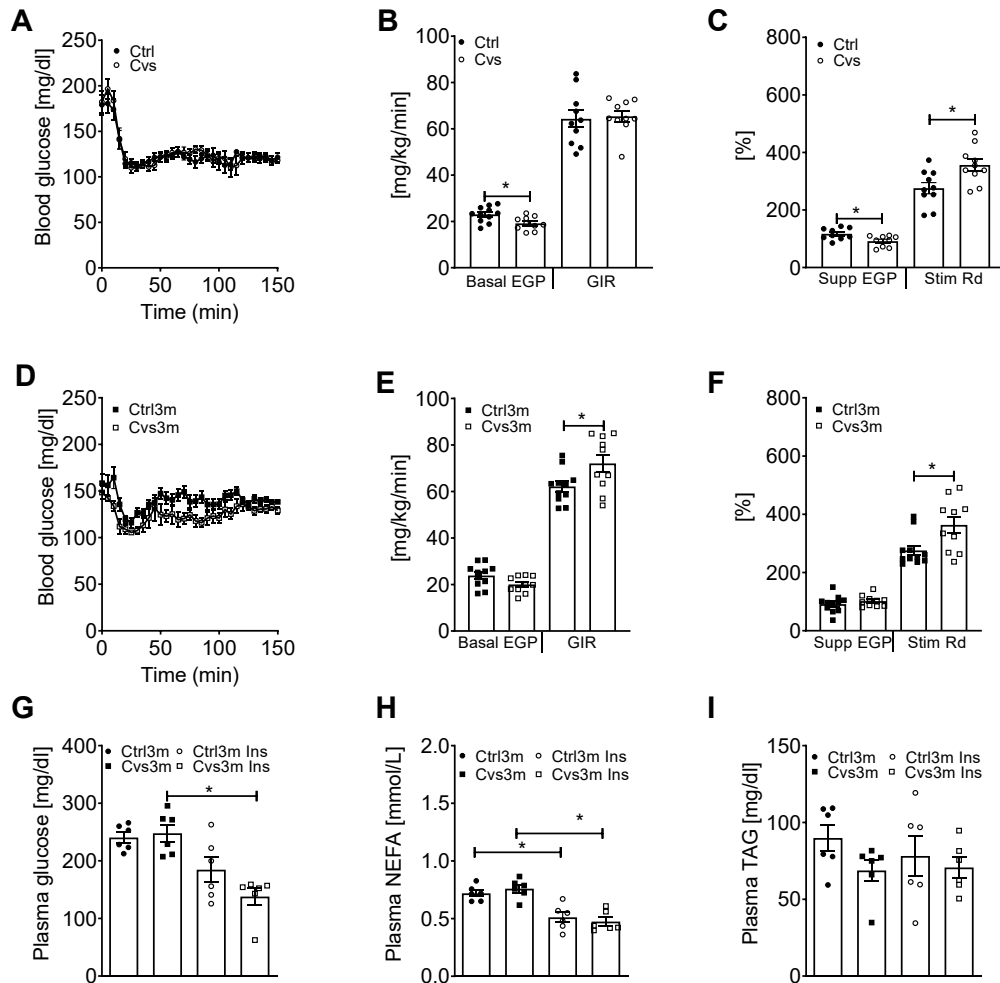 A
Blood glucose [mg/dl]
250
200
150
100
50
0
Ctrl
Cvs
0 50 100 150
Time (min)
B
[mg/kg/min]
100
80
60
40
20
0
Ctrl
Cvs
*
Basal EGP GIR
C
[%]
800
600
400
200
0
Ctrl
Cvs
*
*
Supp EGP Stim Rd
D
Blood glucose [mg/dl]
250
200
150
100
50
0
Ctrl3m
Cvs3m
0 50 100 150
Time (min)
E
[mg/kg/min]
100
80
60
40
20
0
Ctrl3m
Cvs3m
*
Basal EGP GIR
F
[%]
800
600
400
200
0
Ctrl3m
Cvs3m
*
Supp EGP Stim Rd
G
Plasma glucose [mg/dl]
400
300
200
100
0
Ctrl3m Ctrl3m Ins
Cvs3m Cvs3m Ins
*
H
Plasma NEFA [mmol/L]
2.0
1.5
1.0
0.5
0.0
Ctrl3m Ctrl3m Ins
Cvs3m Cvs3m Ins
*
*
I
Plasma TAG [mg/dl]
150
100
50
0
Ctrl3m Ctrl3m Ins
Cvs3m Cvs3m Ins